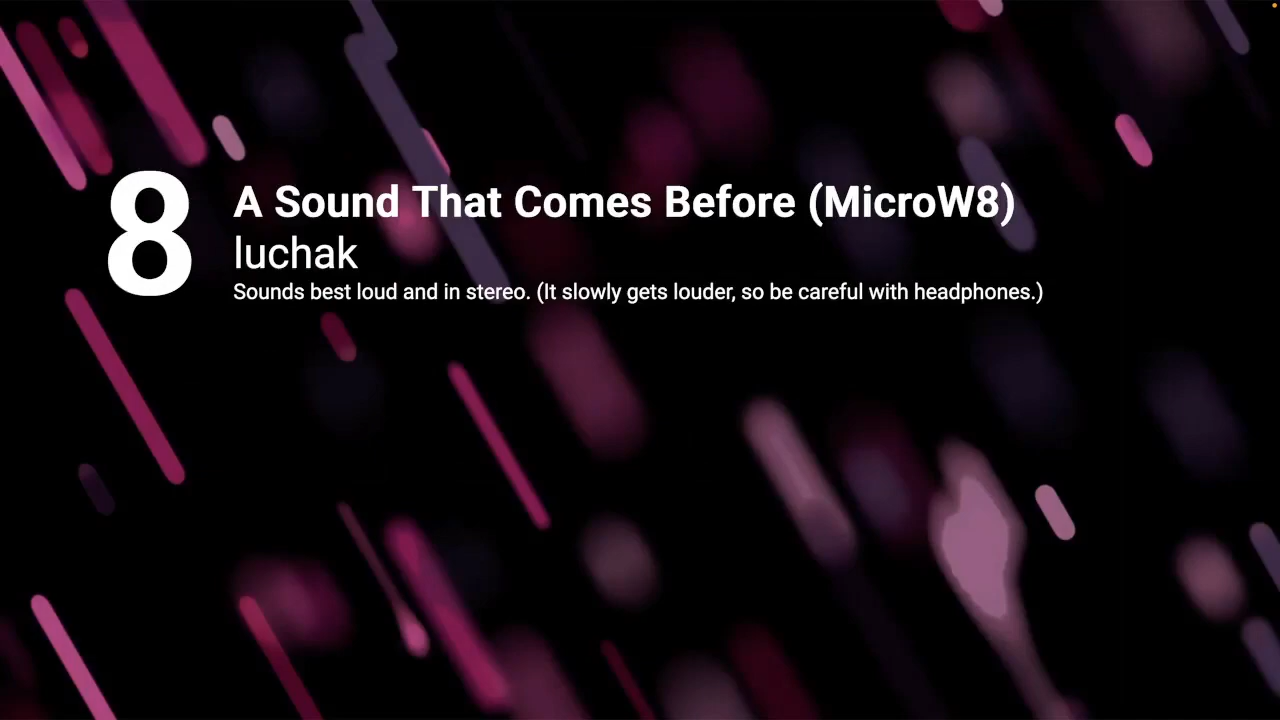 8
A Sound That Comes Before (MicroW8)
luchak
Sounds best loud and in stereo. (It slowly gets louder, so be careful with headphones.)